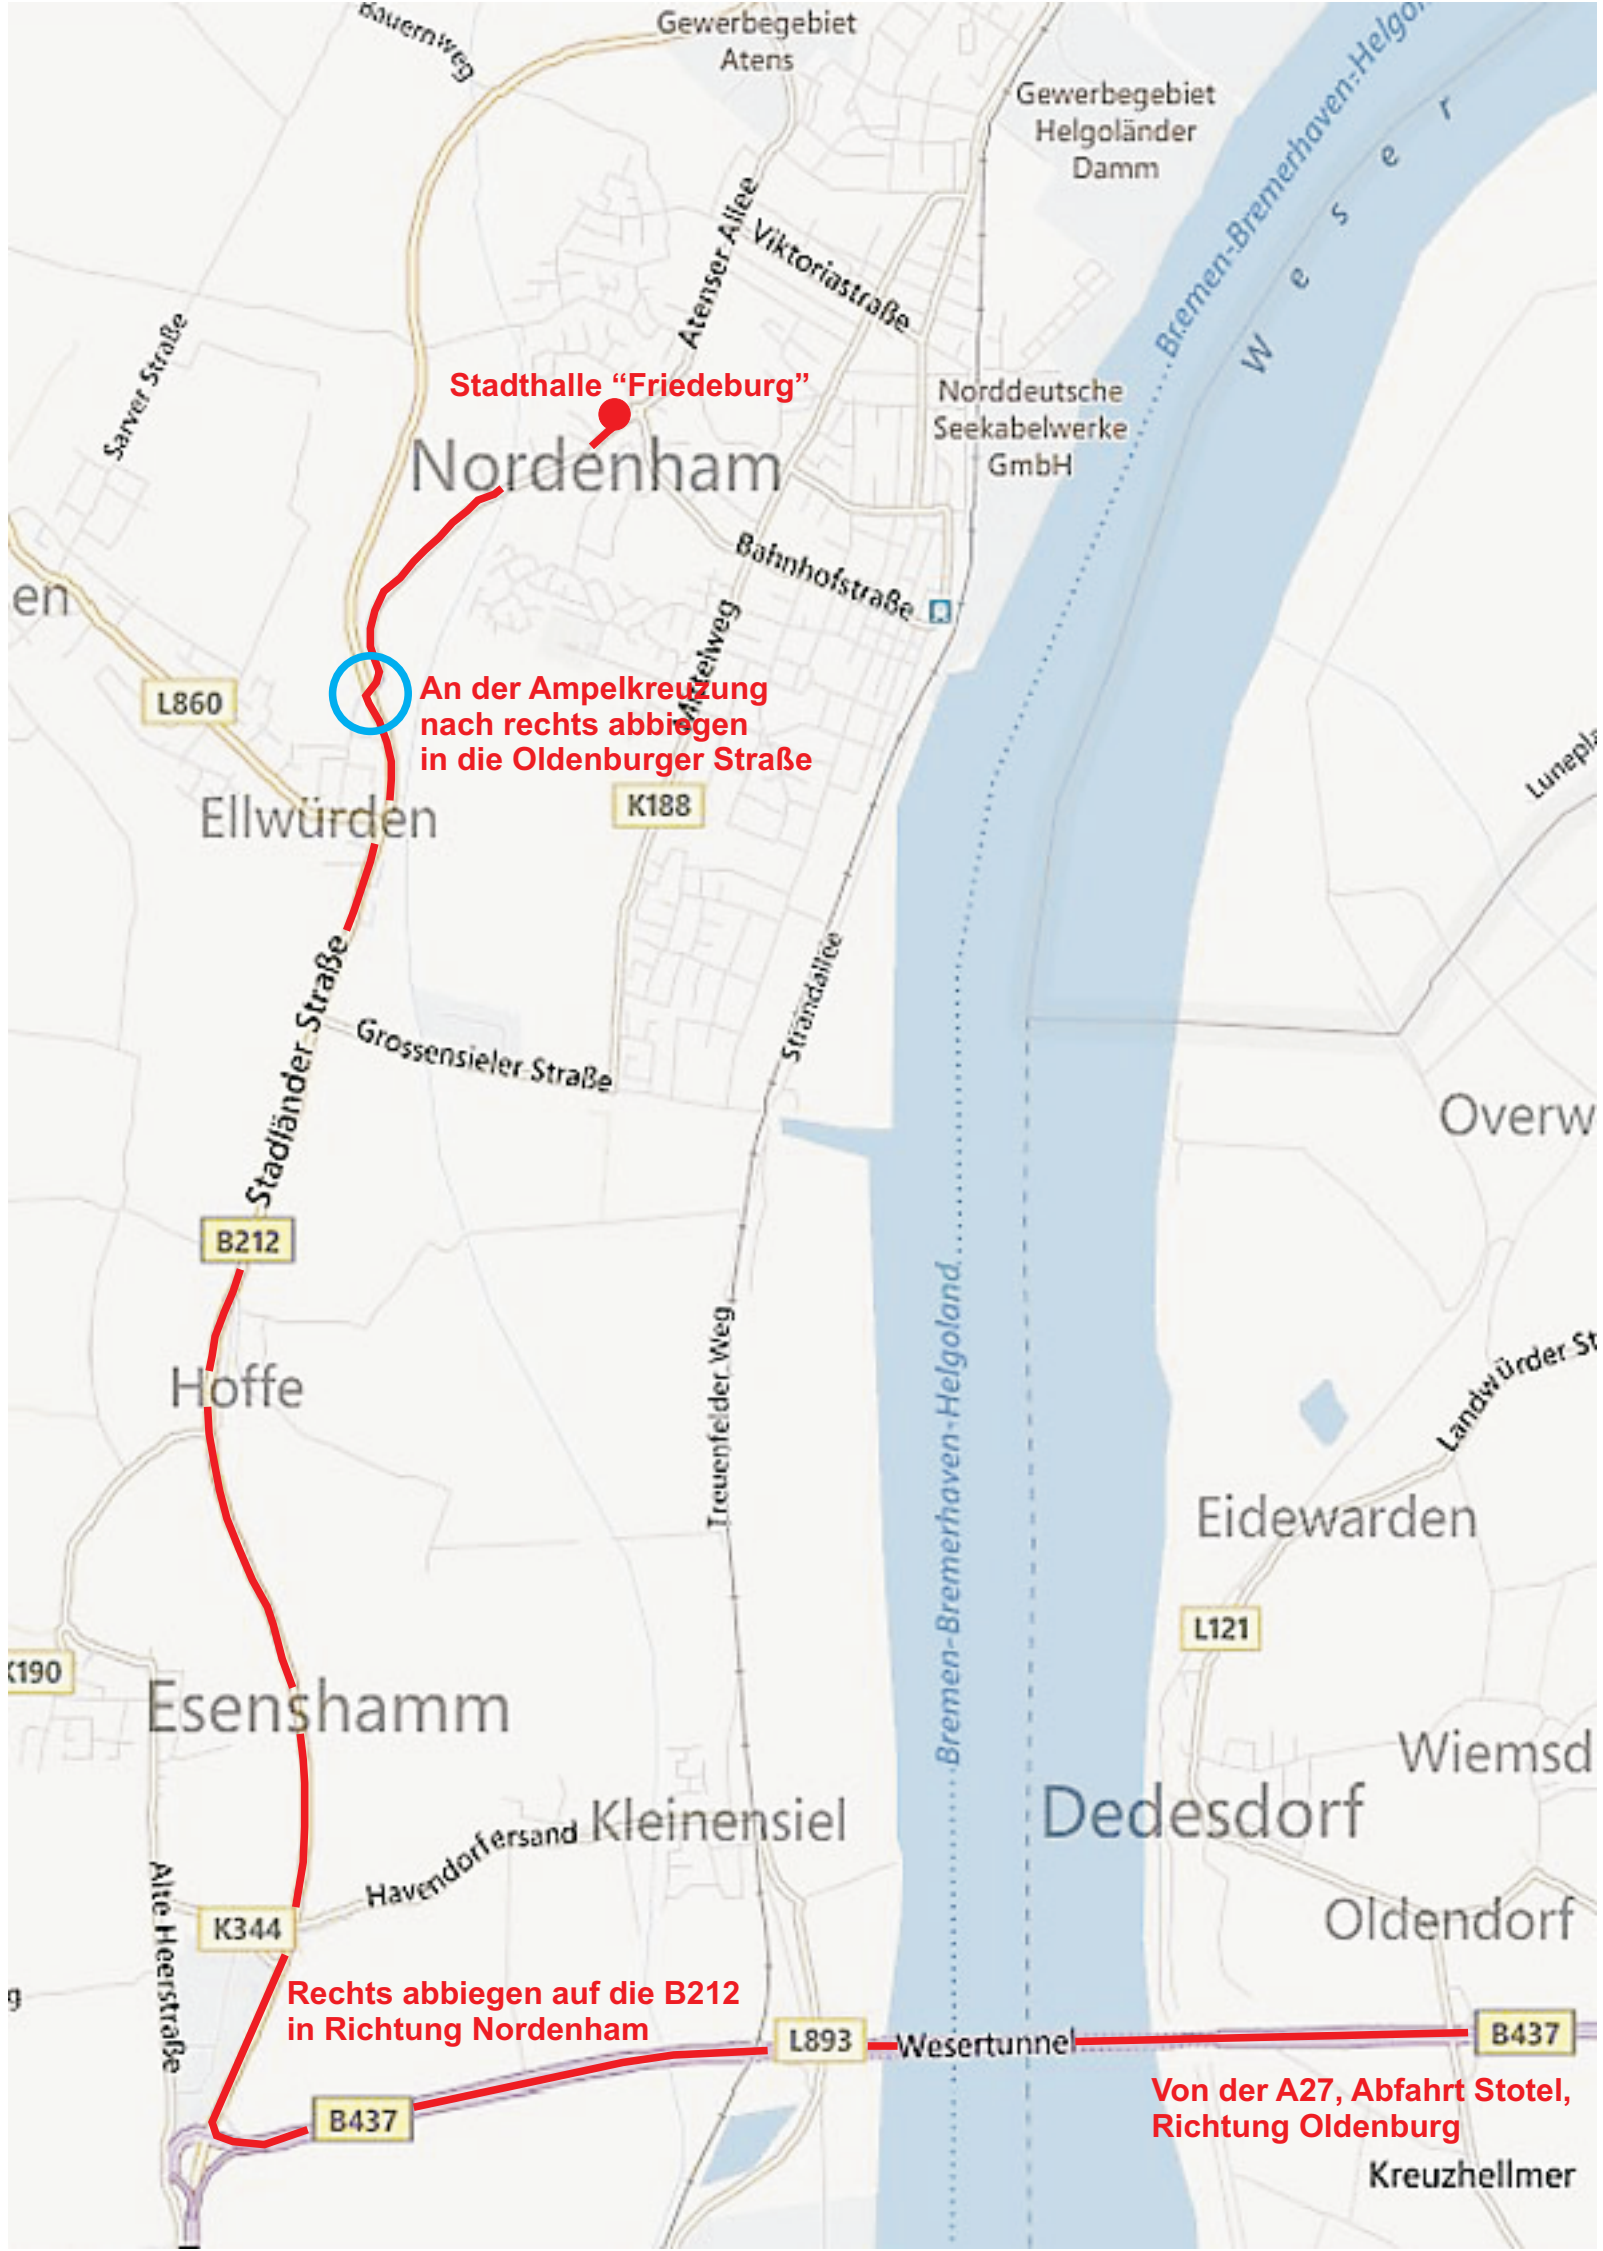 Bauernweg
Gewerbegebiet
Atens
Gewerbegebiet
Helgoländer
Damm
Bremen-Bremerhaven-Helgol
Weser
Atenser Allee
Viktoriastraße
Sarver Straße
Stadthalle “Friedeburg”
Norddeutsche
Seekabelwerke
GmbH
Nordenham
Bahnhofstraße
en
Mittelweg
L860
An der Ampelkreuzung
nach rechts abbiegen
in die Oldenburger Straße
Lunepla
K188
Ellwürden
Strandallee
Stadländer Straße
Grossensieler Straße
Overw
B212
Bremen-Bremerhaven-Helgoland
Treuenfelder Weg
Hoffe
Landwürder St
Eidewarden
L121
K190
Esenshamm
Wiemsd
Kleinensiel
Dedesdorf
Havendorfersand
Alte Heerstraße
K344
Oldendorf
g
Rechts abbiegen auf die B212
in Richtung Nordenham
L893
Wesertunnel
B437
Von der A27, Abfahrt Stotel,
Richtung Oldenburg
B437
Kreuzhellmer